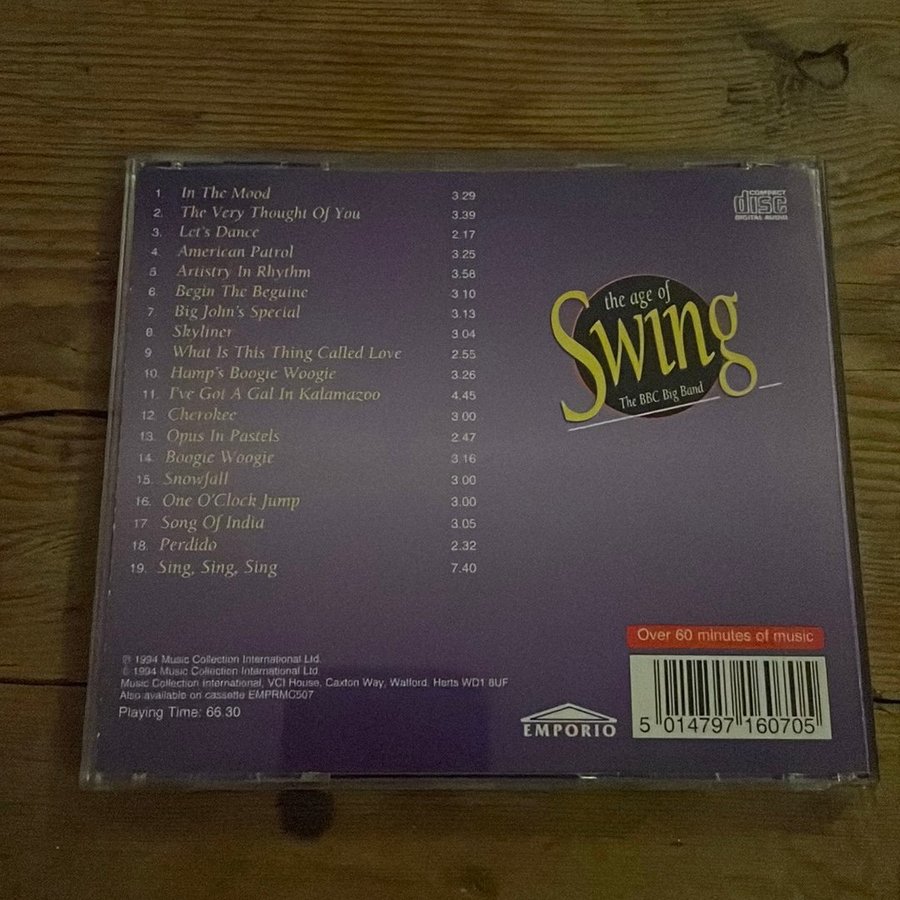 1. In The Mood 3.29
2. The Very Thought Of You 3.39
3. Let's Dance 2.17
4. American Patrol 3.25
5. Artistry In Rhythm 3.58
6. Begin The Beguine 3.10
7. Big John's Special 3.13
8. Skyliner 3.04
9. What Is This Thing Called Love 2.55
10. Hamp's Boogie Woogie 3.26
11. I've Got A Gal In Kalamazoo 4.45
12. Cherokee 3.00
13. Opus In Pastels 2.47
14. Boogie Woogie 3.16
15. Snowfall 3.00
16. One O'Clock Jump 3.00
17. Song Of India 3.05
18. Perdido 2.32
19. Sing, Sing, Sing 7.40
COMPACT
disc
DIGITAL AUDIO
the age of
Swing
The BBC Big Band
Over 60 minutes of music
℗ 1994 Music Collection International Ltd.
© 1994 Music Collection International Ltd.
Music Collection International, VCI House, Caxton Way, Watford, Herts WD1 8UF
Also available on cassette EMPRMC507
Playing Time: 66.30
EMPORIO
5 014797 160705